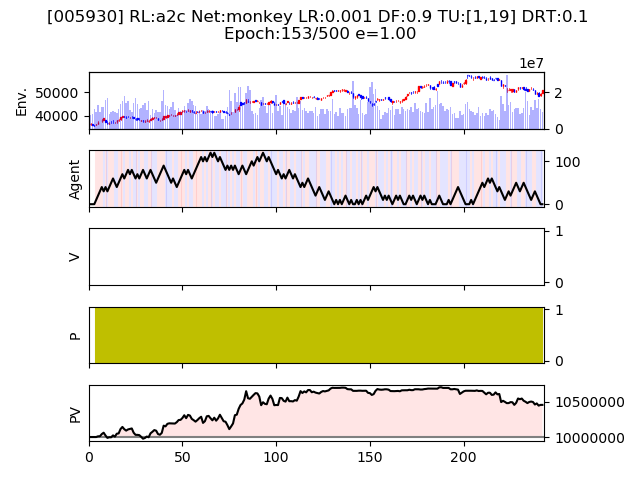 [005930] RL:a2c Net:monkey LR:0.001 DF:0.9 TU:[1,19] DRT:0.1
Epoch:153/500 e=1.00
1e7
Env.
50000
40000
2
0
Agent
100
0
V
1
0
P
1
0
PV
10500000
10000000
0 50 100 150 200